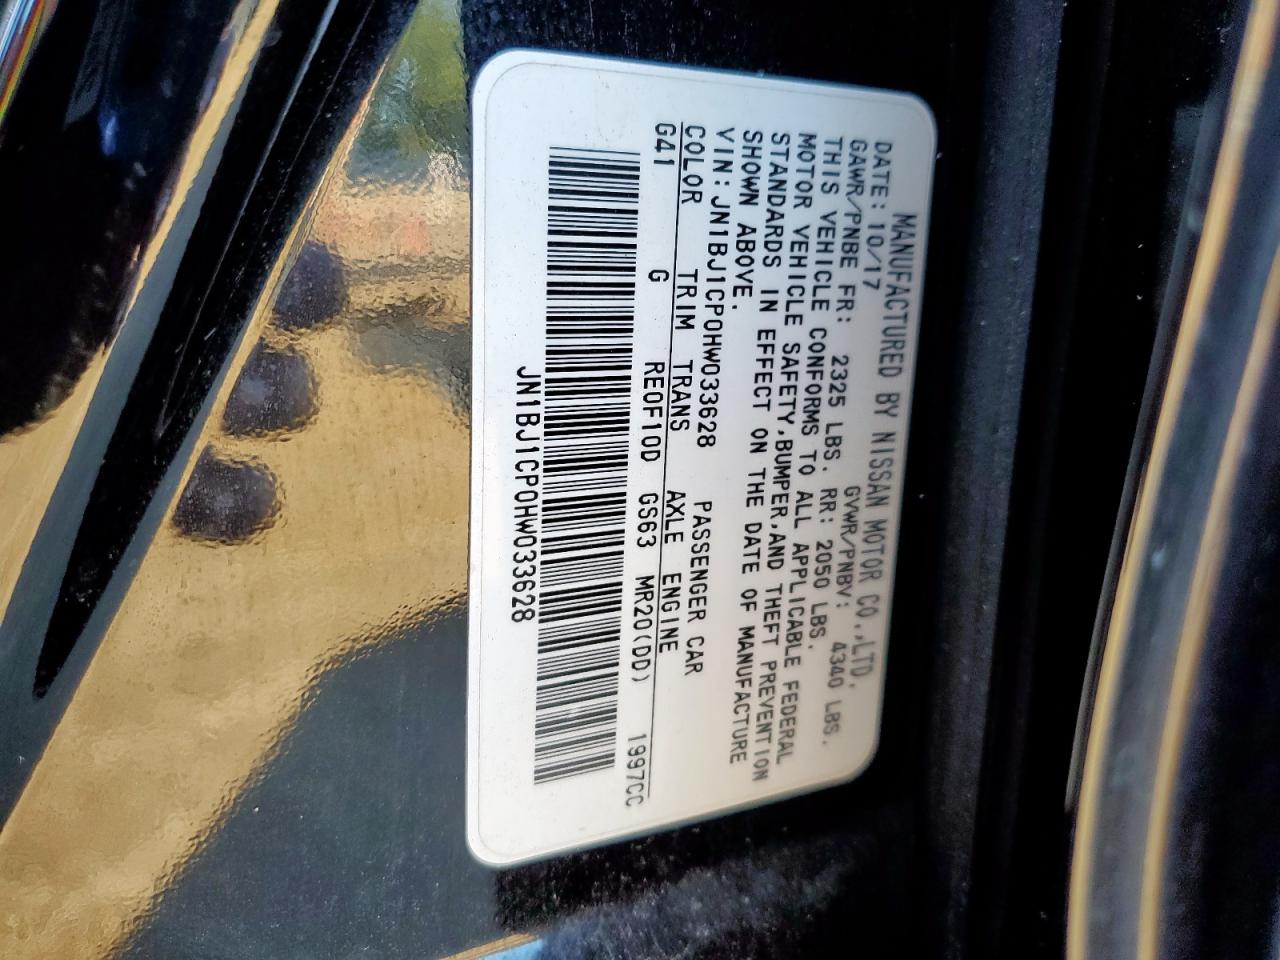 MANUFACTURED BY NISSAN MOTOR CO.,LTD.
DATE: 10/17 GVWR/PNBV: 4340 LBS.
GAWR/PNBE FR: 2325 LBS. RR: 2050 LBS.
THIS VEHICLE CONFORMS TO ALL APPLICABLE FEDERAL
MOTOR VEHICLE SAFETY,BUMPER,AND THEFT PREVENTION
STANDARDS IN EFFECT ON THE DATE OF MANUFACTURE
SHOWN ABOVE.
VIN: JN1BJ1CP0HW033628 PASSENGER CAR
COLOR TRIM TRANS AXLE ENGINE
G41 G RE0F10D GS63 MR20(DD) 1997CC
JN1BJ1CP0HW033628